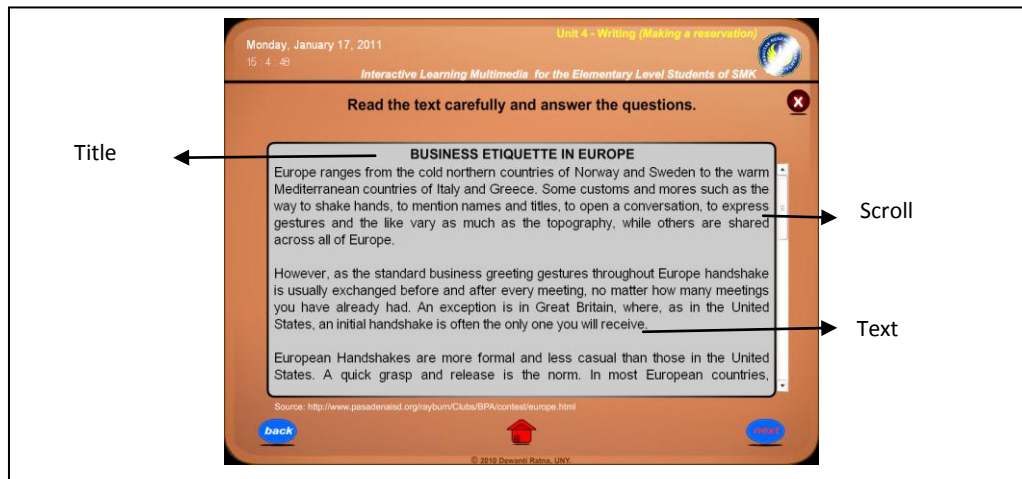 Unit 4 - Writing (Making a reservation)
Monday, January 17, 2011
15 : 4 : 48
Interactive Learning Multimedia for the Elementary Level Students of SMK
Read the text carefully and answer the questions.
X
Title
BUSINESS ETIQUETTE IN EUROPE
Europe ranges from the cold northern countries of Norway and Sweden to the warm
Mediterranean countries of Italy and Greece. Some customs and mores such as the
way to shake hands, to mention names and titles, to open a conversation, to express
gestures and the like vary as much as the topography, while others are shared
across all of Europe.
Scroll
However, as the standard business greeting gestures throughout Europe handshake
is usually exchanged before and after every meeting, no matter how many meetings
you have already had. An exception is in Great Britain, where, as in the United
States, an initial handshake is often the only one you will receive.
Text
European Handshakes are more formal and less casual than those in the United
States. A quick grasp and release is the norm. In most European countries,
Source: http://www.pasadenaisd.org/rayburn/Clubs/BPA/contest/europe.html
back
next
© 2010 Dewanti Ratna, UNY.